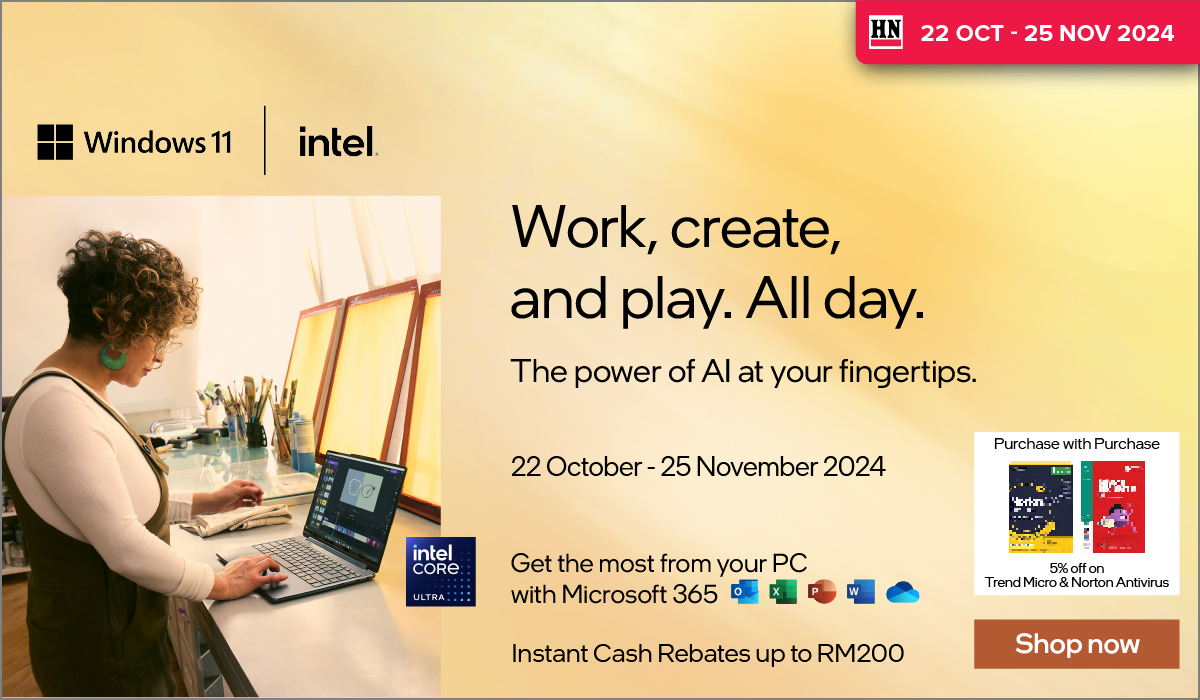 HN 22 OCT - 25 NOV 2024
Windows 11 intel
Work, create,
and play. All day.
The power of AI at your fingertips.
22 October - 25 November 2024
Purchase with Purchase
5% off on
Trend Micro & Norton Antivirus
intel
CORE
ULTRA
Get the most from your PC
with Microsoft 365 O X P W
Instant Cash Rebates up to RM200
Shop now